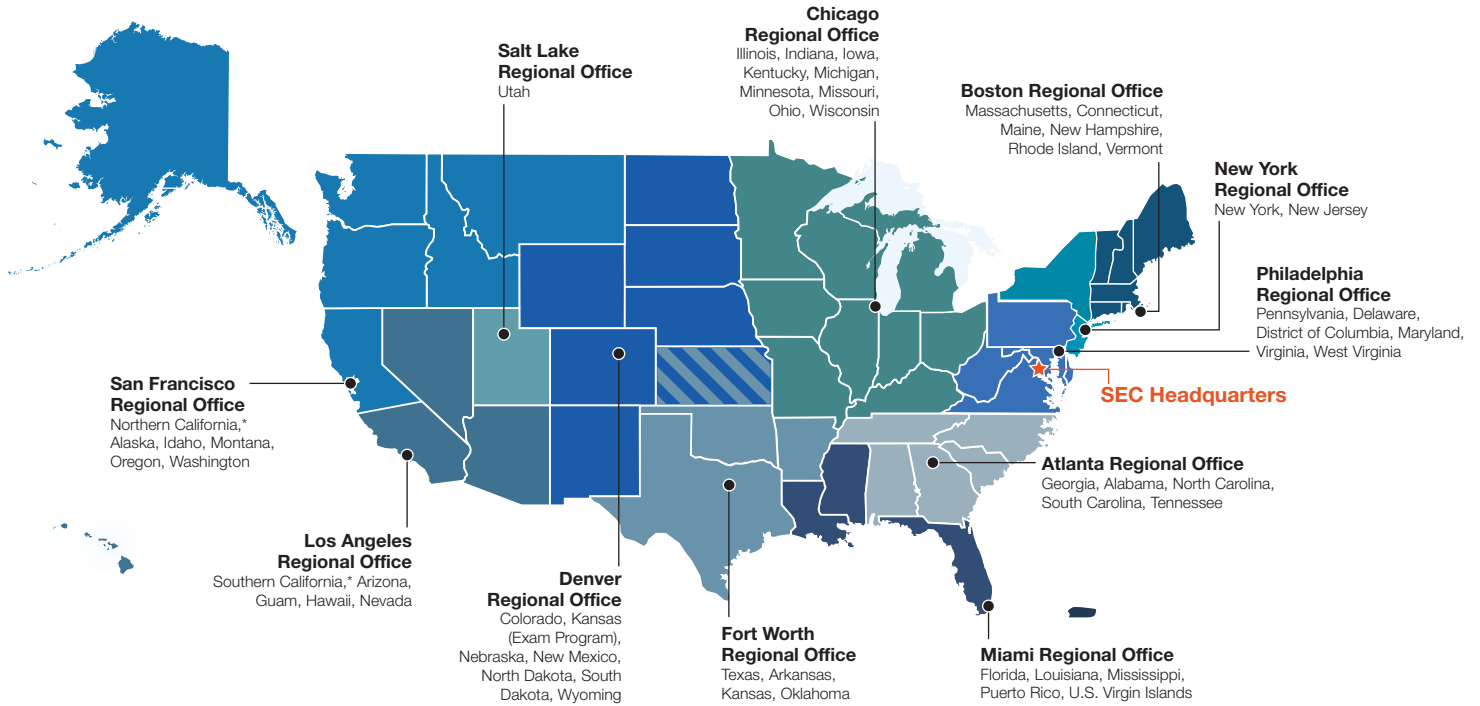 Chicago
Regional Office
Illinois, Indiana, Iowa,
Kentucky, Michigan,
Minnesota, Missouri,
Ohio, Wisconsin
Salt Lake
Regional Office
Utah
Boston Regional Office
Massachusetts, Connecticut,
Maine, New Hampshire,
Rhode Island, Vermont
New York
Regional Office
New York, New Jersey
Philadelphia
Regional Office
Pennsylvania, Delaware,
District of Columbia, Maryland,
Virginia, West Virginia
SEC Headquarters
San Francisco
Regional Office
Northern California,*
Alaska, Idaho, Montana,
Oregon, Washington
Atlanta Regional Office
Georgia, Alabama, North Carolina,
South Carolina, Tennessee
Los Angeles
Regional Office
Southern California,* Arizona,
Guam, Hawaii, Nevada
Denver
Regional Office
Colorado, Kansas
(Exam Program),
Nebraska, New Mexico,
North Dakota, South
Dakota, Wyoming
Fort Worth
Regional Office
Texas, Arkansas,
Kansas, Oklahoma
Miami Regional Office
Florida, Louisiana, Mississippi,
Puerto Rico, U.S. Virgin Islands